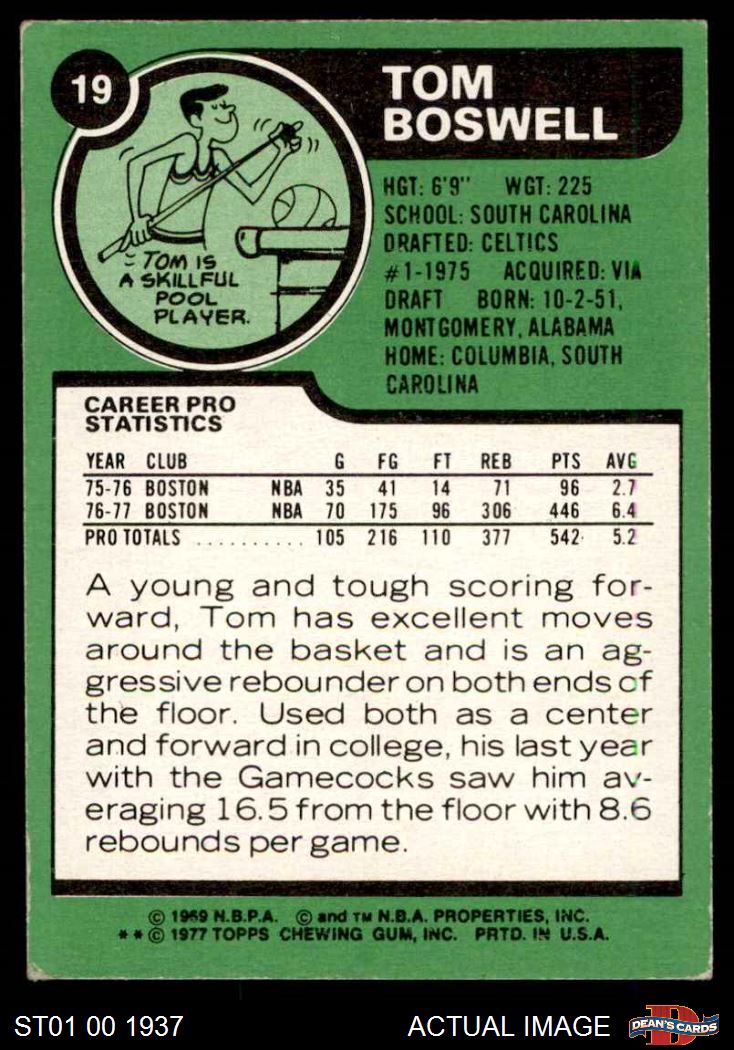 19
TOM
BOSWELL
HGT: 6'9" WGT: 225
SCHOOL: SOUTH CAROLINA
DRAFTED: CELTICS
#1-1975 ACQUIRED: VIA
DRAFT BORN: 10-2-51,
MONTGOMERY, ALABAMA
HOME: COLUMBIA, SOUTH
CAROLINA
TOM IS
A SKILLFUL
POOL
PLAYER.
CAREER PRO
STATISTICS
YEAR CLUB G FG FT REB PTS AVG
75-76 BOSTON NBA 35 41 14 71 96 2.7
76-77 BOSTON NBA 70 175 96 306 446 6.4
PRO TOTALS .......... 105 216 110 377 542 5.2
A young and tough scoring for-
ward, Tom has excellent moves
around the basket and is an ag-
gressive rebounder on both ends of
the floor. Used both as a center
and forward in college, his last year
with the Gamecocks saw him av-
eraging 16.5 from the floor with 8.6
rebounds per game.
© 1969 N.B.P.A. © and TM N.B.A. PROPERTIES, INC.
**© 1977 TOPPS CHEWING GUM, INC. PRTD. IN U.S.A.
ST01 00 1937 ACTUAL IMAGE DEAN'S CARDS